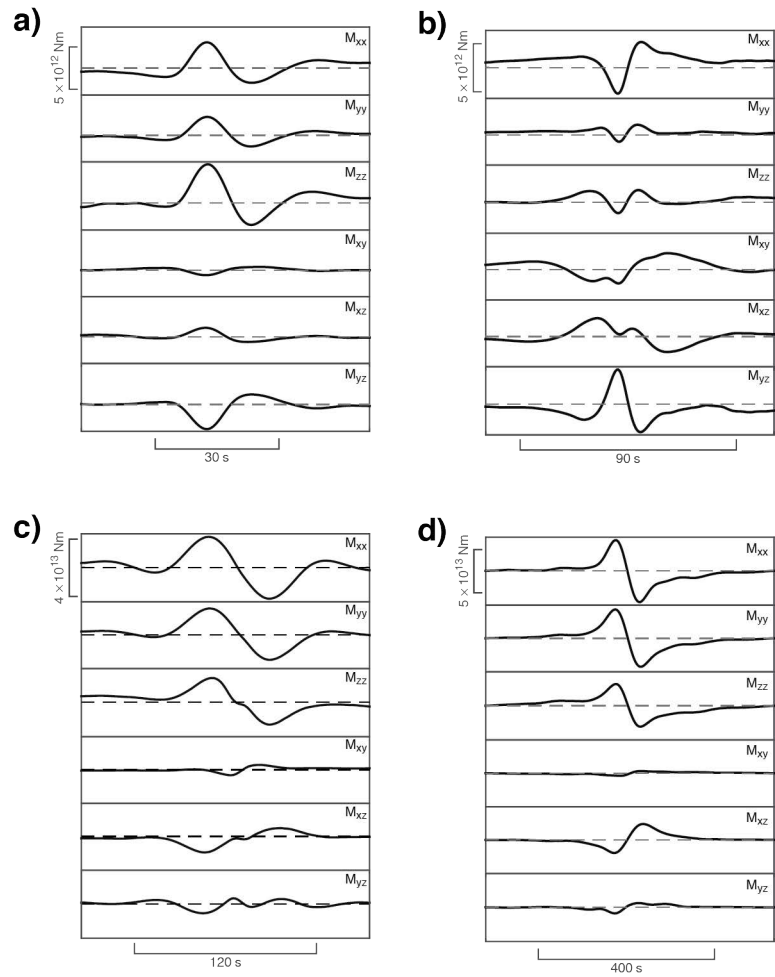 a)
5 × 10¹² Nm
Mxx
Myy
Mzz
Mxy
Mxz
Myz
30 s
b)
5 × 10¹² Nm
Mxx
Myy
Mzz
Mxy
Mxz
Myz
90 s
c)
4 × 10¹³ Nm
Mxx
Myy
Mzz
Mxy
Mxz
Myz
120 s
d)
5 × 10¹³ Nm
Mxx
Myy
Mzz
Mxy
Mxz
Myz
400 s